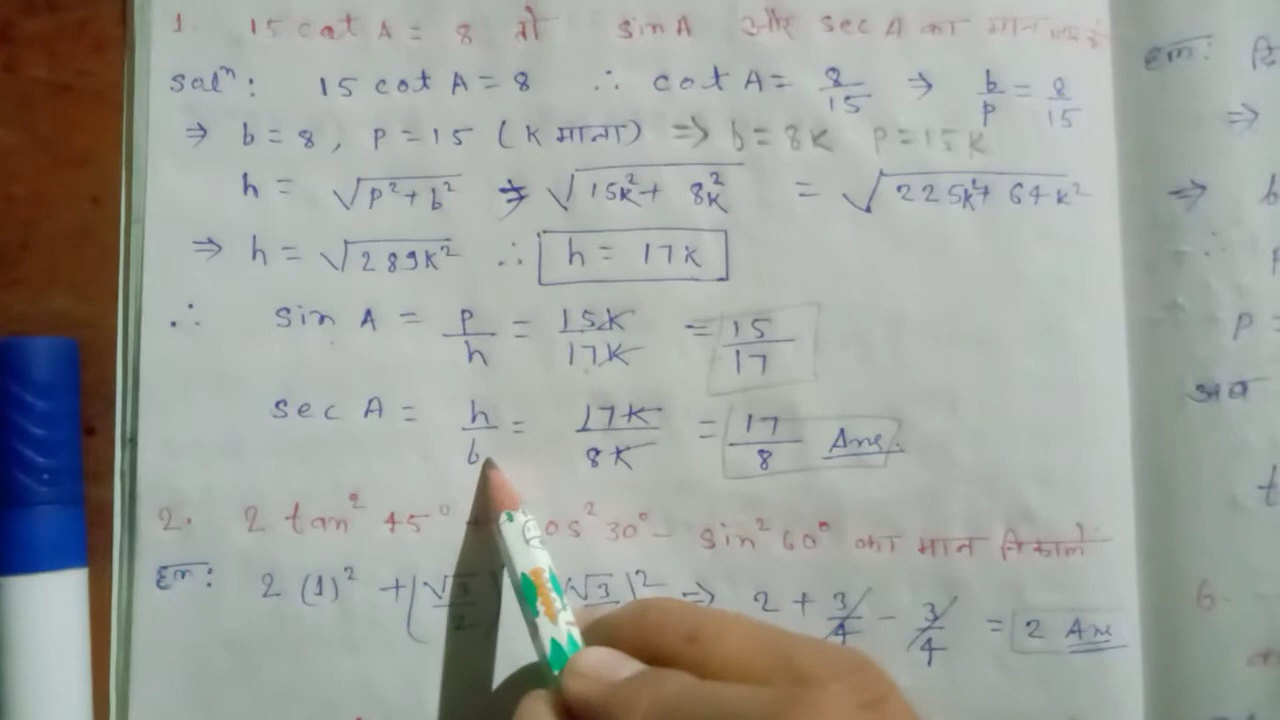 1. 15 cot A = 8 तो sin A और sec A का मान
Solⁿ: 15 cot A = 8 ∴ cot A = 8/15 ⇒ b/p = 8/15
⇒ b = 8, p = 15 (K माना) ⇒ b = 8K p = 15K
h = √(p² + b²) ⇒ √(15K² + 8K²) = √(225K² + 64K²)
⇒ h = √(289K²) ∴ h = 17K
∴ sin A = p/h = 15K/17K = 15/17
sec A = h/b = 17K/8K = 17/8 Ans.
2. 2 tan² 45° os² 30° – sin² 60° का मान निकाले
हल: 2 (1)² + (√3/2 √3)² ⇒ 2 + 3/4 – 3/4 = 2 Ans
हल:
⇒
⇒ b
∴ p
p =
अब
t
6.